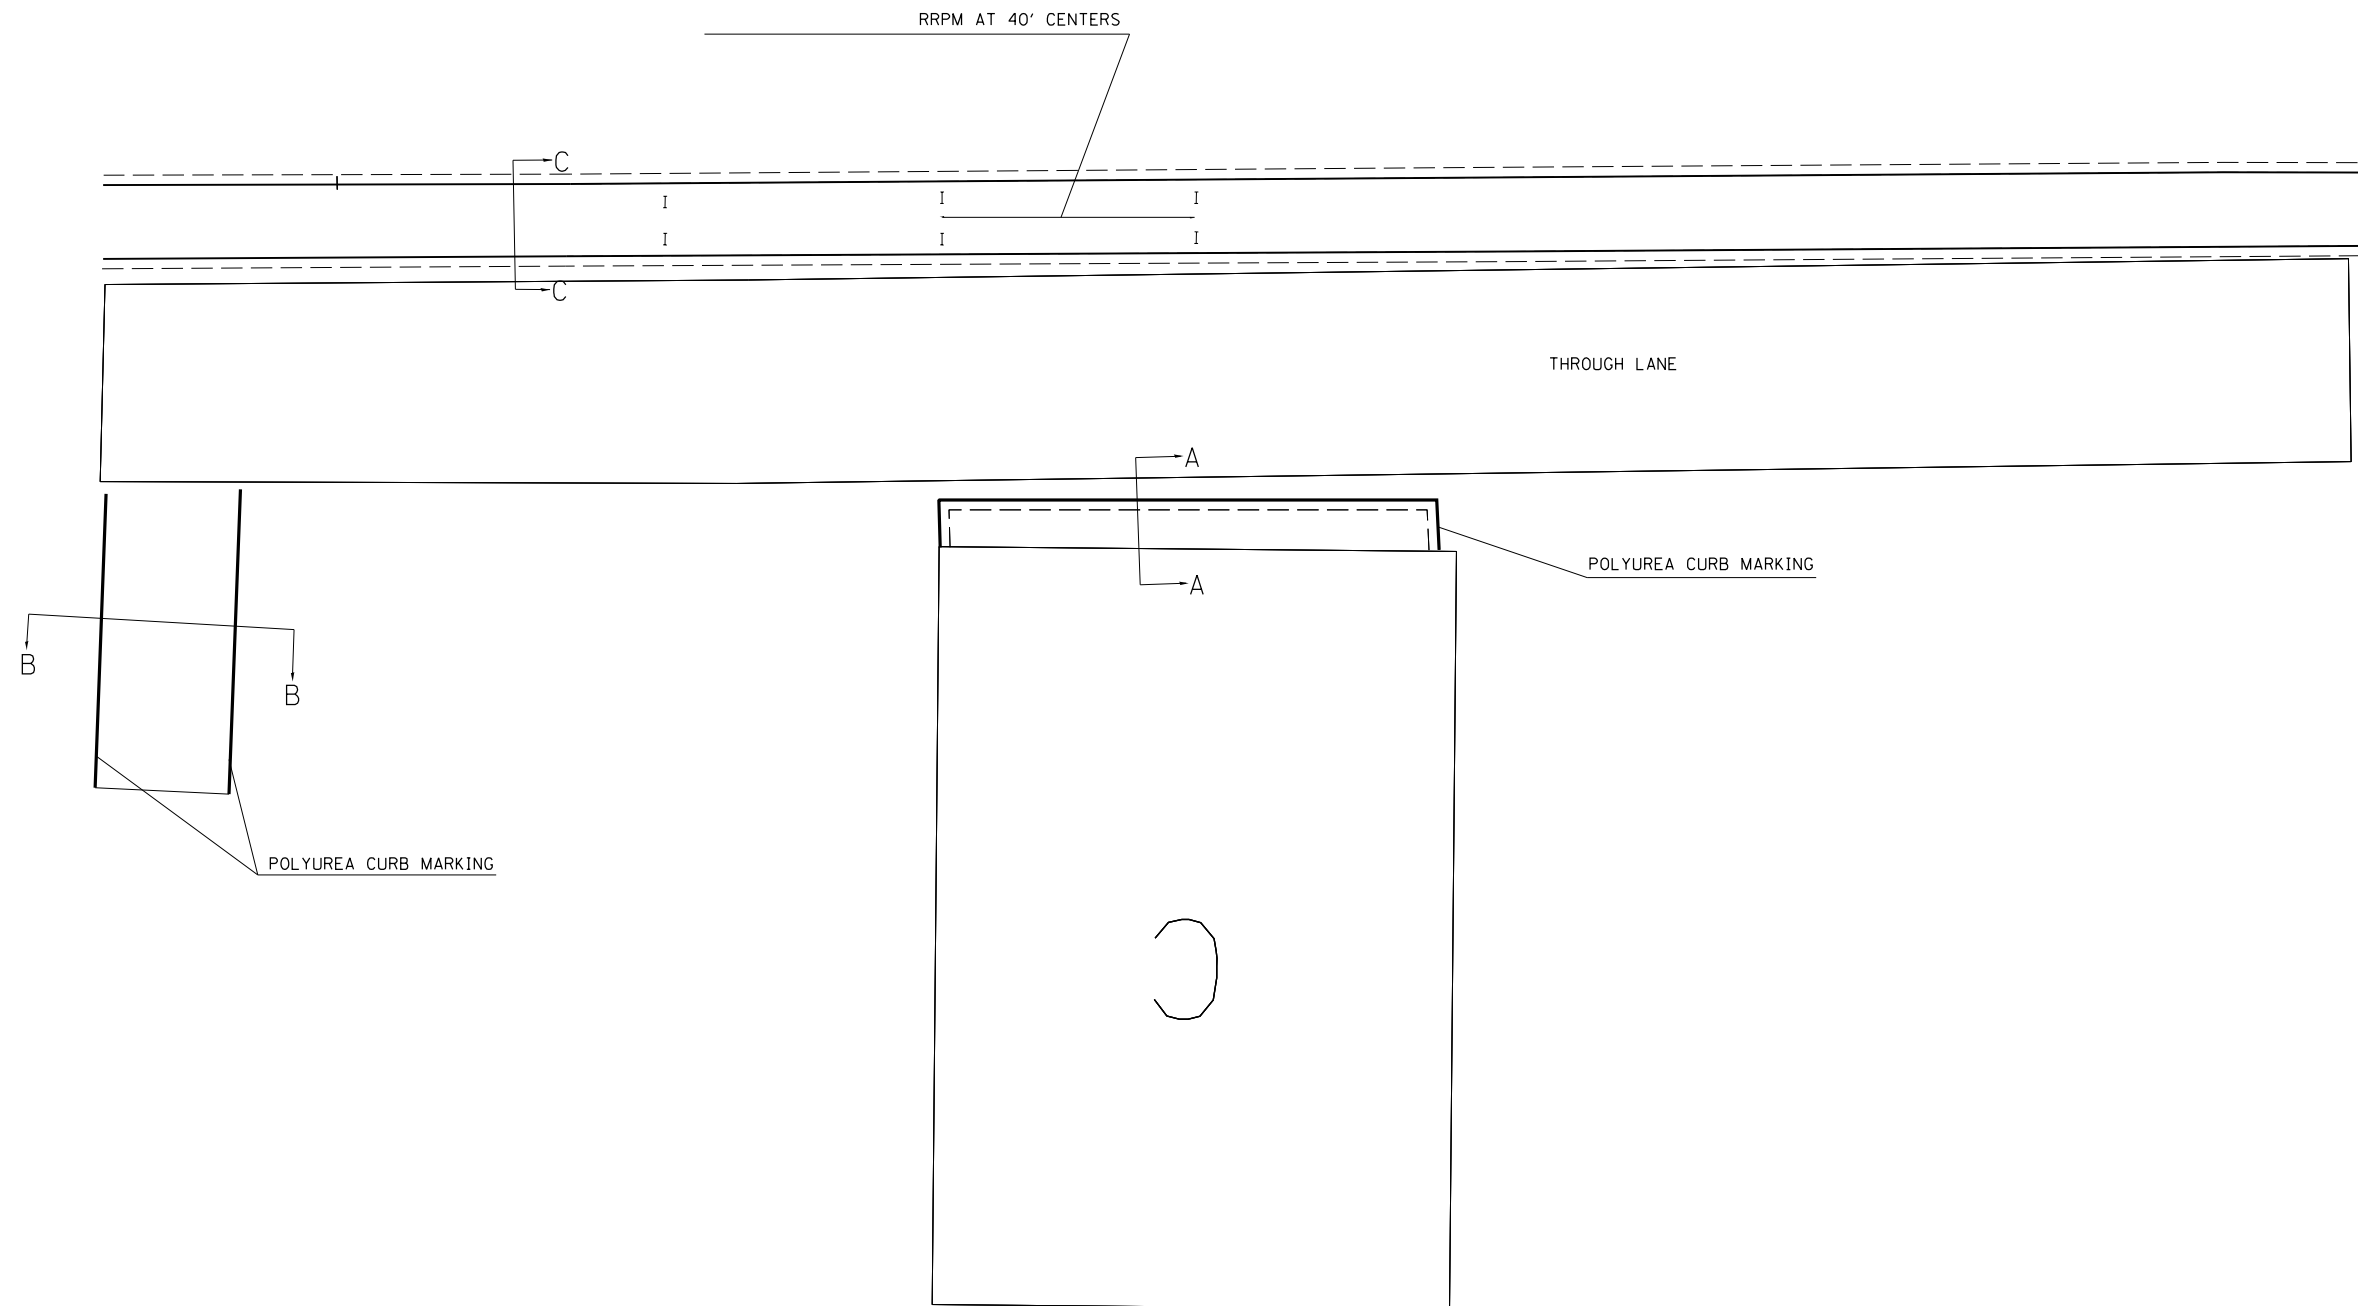 RRPM AT 40' CENTERS
C
C
THROUGH LANE
A
A
POLYUREA CURB MARKING
B
B
POLYUREA CURB MARKING